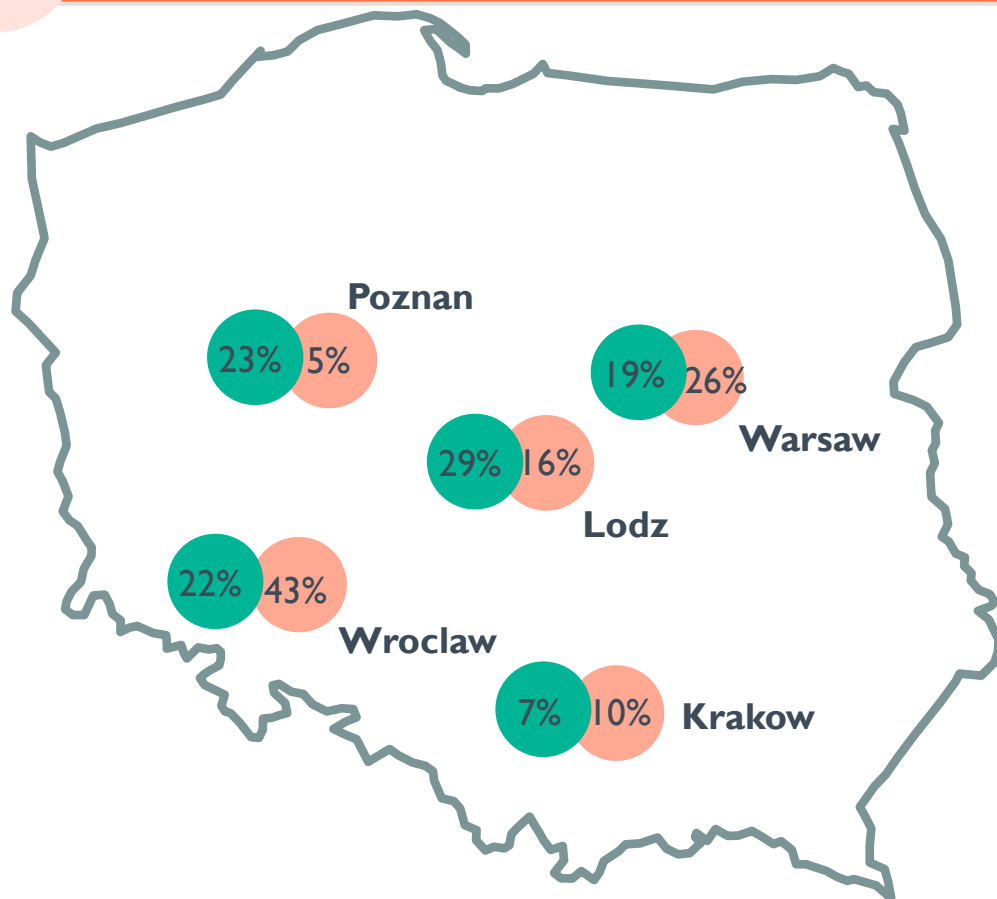 Poznan
23% 5%
19% 26%
Warsaw
29% 16%
Lodz
22% 43%
Wroclaw
7% 10% Krakow